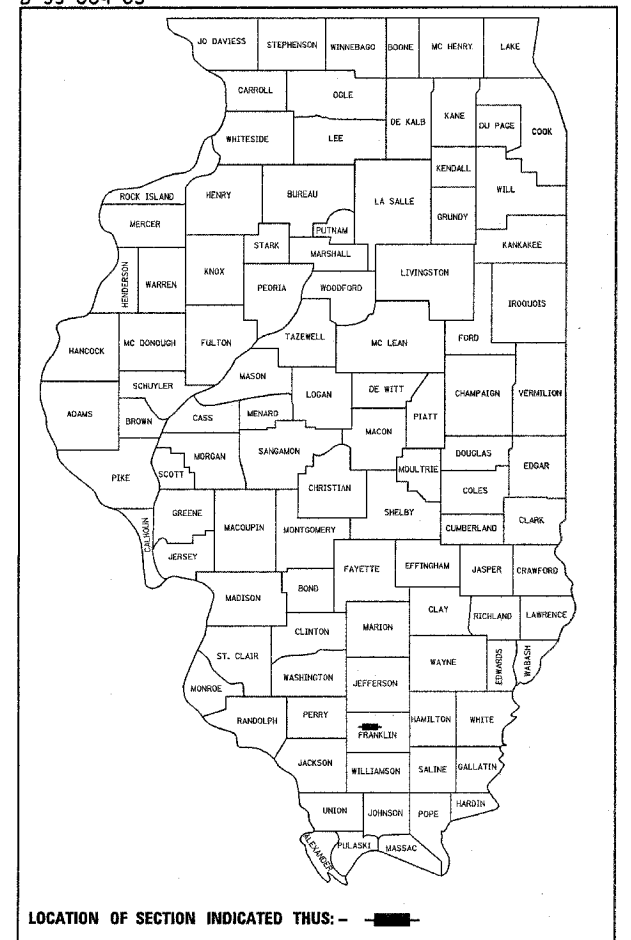 JO DAVIESS STEPHENSON WINNEBAGO BOONE MC HENRY LAKE
CARROLL OGLE DE KALB KANE DU PAGE COOK
WHITESIDE LEE
KENDALL WILL
ROCK ISLAND HENRY BUREAU LA SALLE GRUNDY
MERCER PUTNAM
STARK MARSHALL KANKAKEE
HENDERSON WARREN KNOX PEORIA WOODFORD LIVINGSTON IROQUOIS
HANCOCK MC DONOUGH FULTON TAZEWELL MC LEAN FORD
MASON
SCHUYLER LOGAN DE WITT CHAMPAIGN VERMILION
ADAMS BROWN CASS MENARD PIATT
MACON
MORGAN SANGAMON DOUGLAS
PIKE SCOTT CHRISTIAN MOULTRIE EDGAR
COLES
GREENE MACOUPIN MONTGOMERY SHELBY
CALHOUN CUMBERLAND CLARK
JERSEY FAYETTE EFFINGHAM JASPER CRAWFORD
MADISON BOND
CLAY RICHLAND LAWRENCE
CLINTON MARION
ST. CLAIR WAYNE EDWARDS WABASH
WASHINGTON JEFFERSON
MONROE
RANDOLPH PERRY HAMILTON WHITE
FRANKLIN
JACKSON WILLIAMSON SALINE GALLATIN
UNION JOHNSON POPE HARDIN
ALEXANDER PULASKI MASSAC
LOCATION OF SECTION INDICATED THUS: -